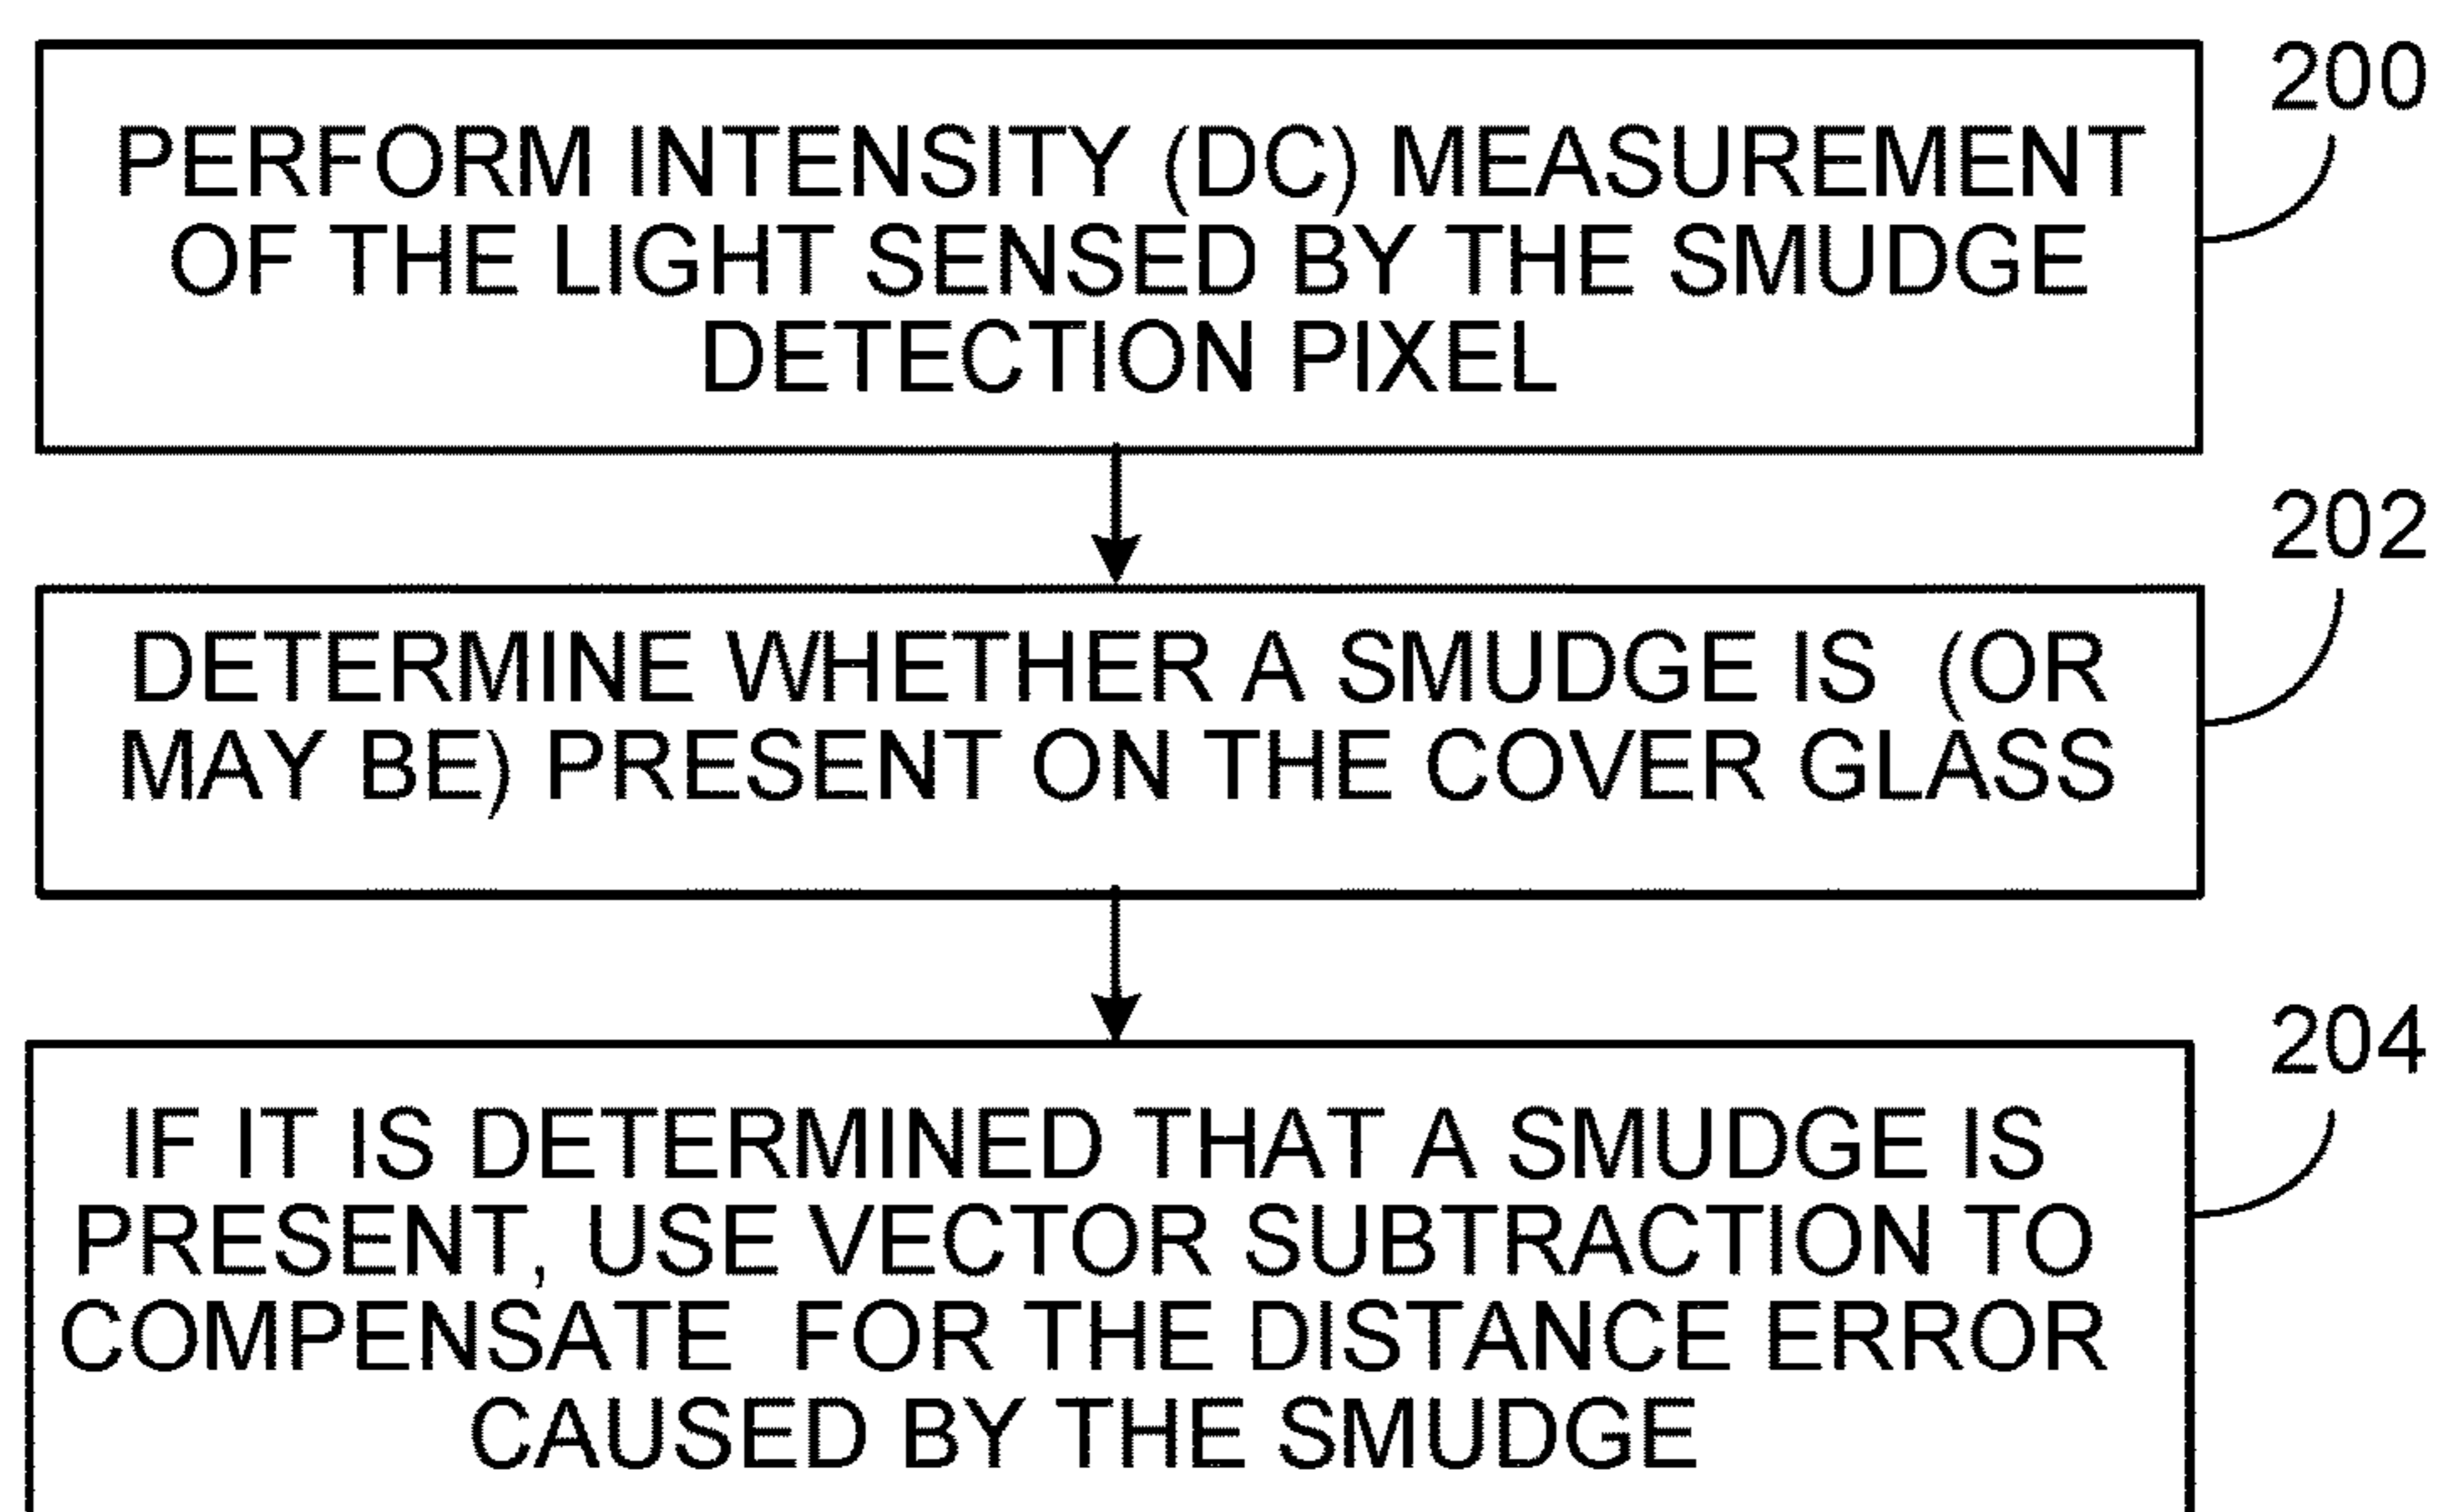 200
PERFORM INTENSITY (DC) MEASUREMENT
OF THE LIGHT SENSED BY THE SMUDGE
DETECTION PIXEL
202
DETERMINE WHETHER A SMUDGE IS (OR
MAY BE) PRESENT ON THE COVER GLASS
204
IF IT IS DETERMINED THAT A SMUDGE IS
PRESENT, USE VECTOR SUBTRACTION TO
COMPENSATE FOR THE DISTANCE ERROR
CAUSED BY THE SMUDGE